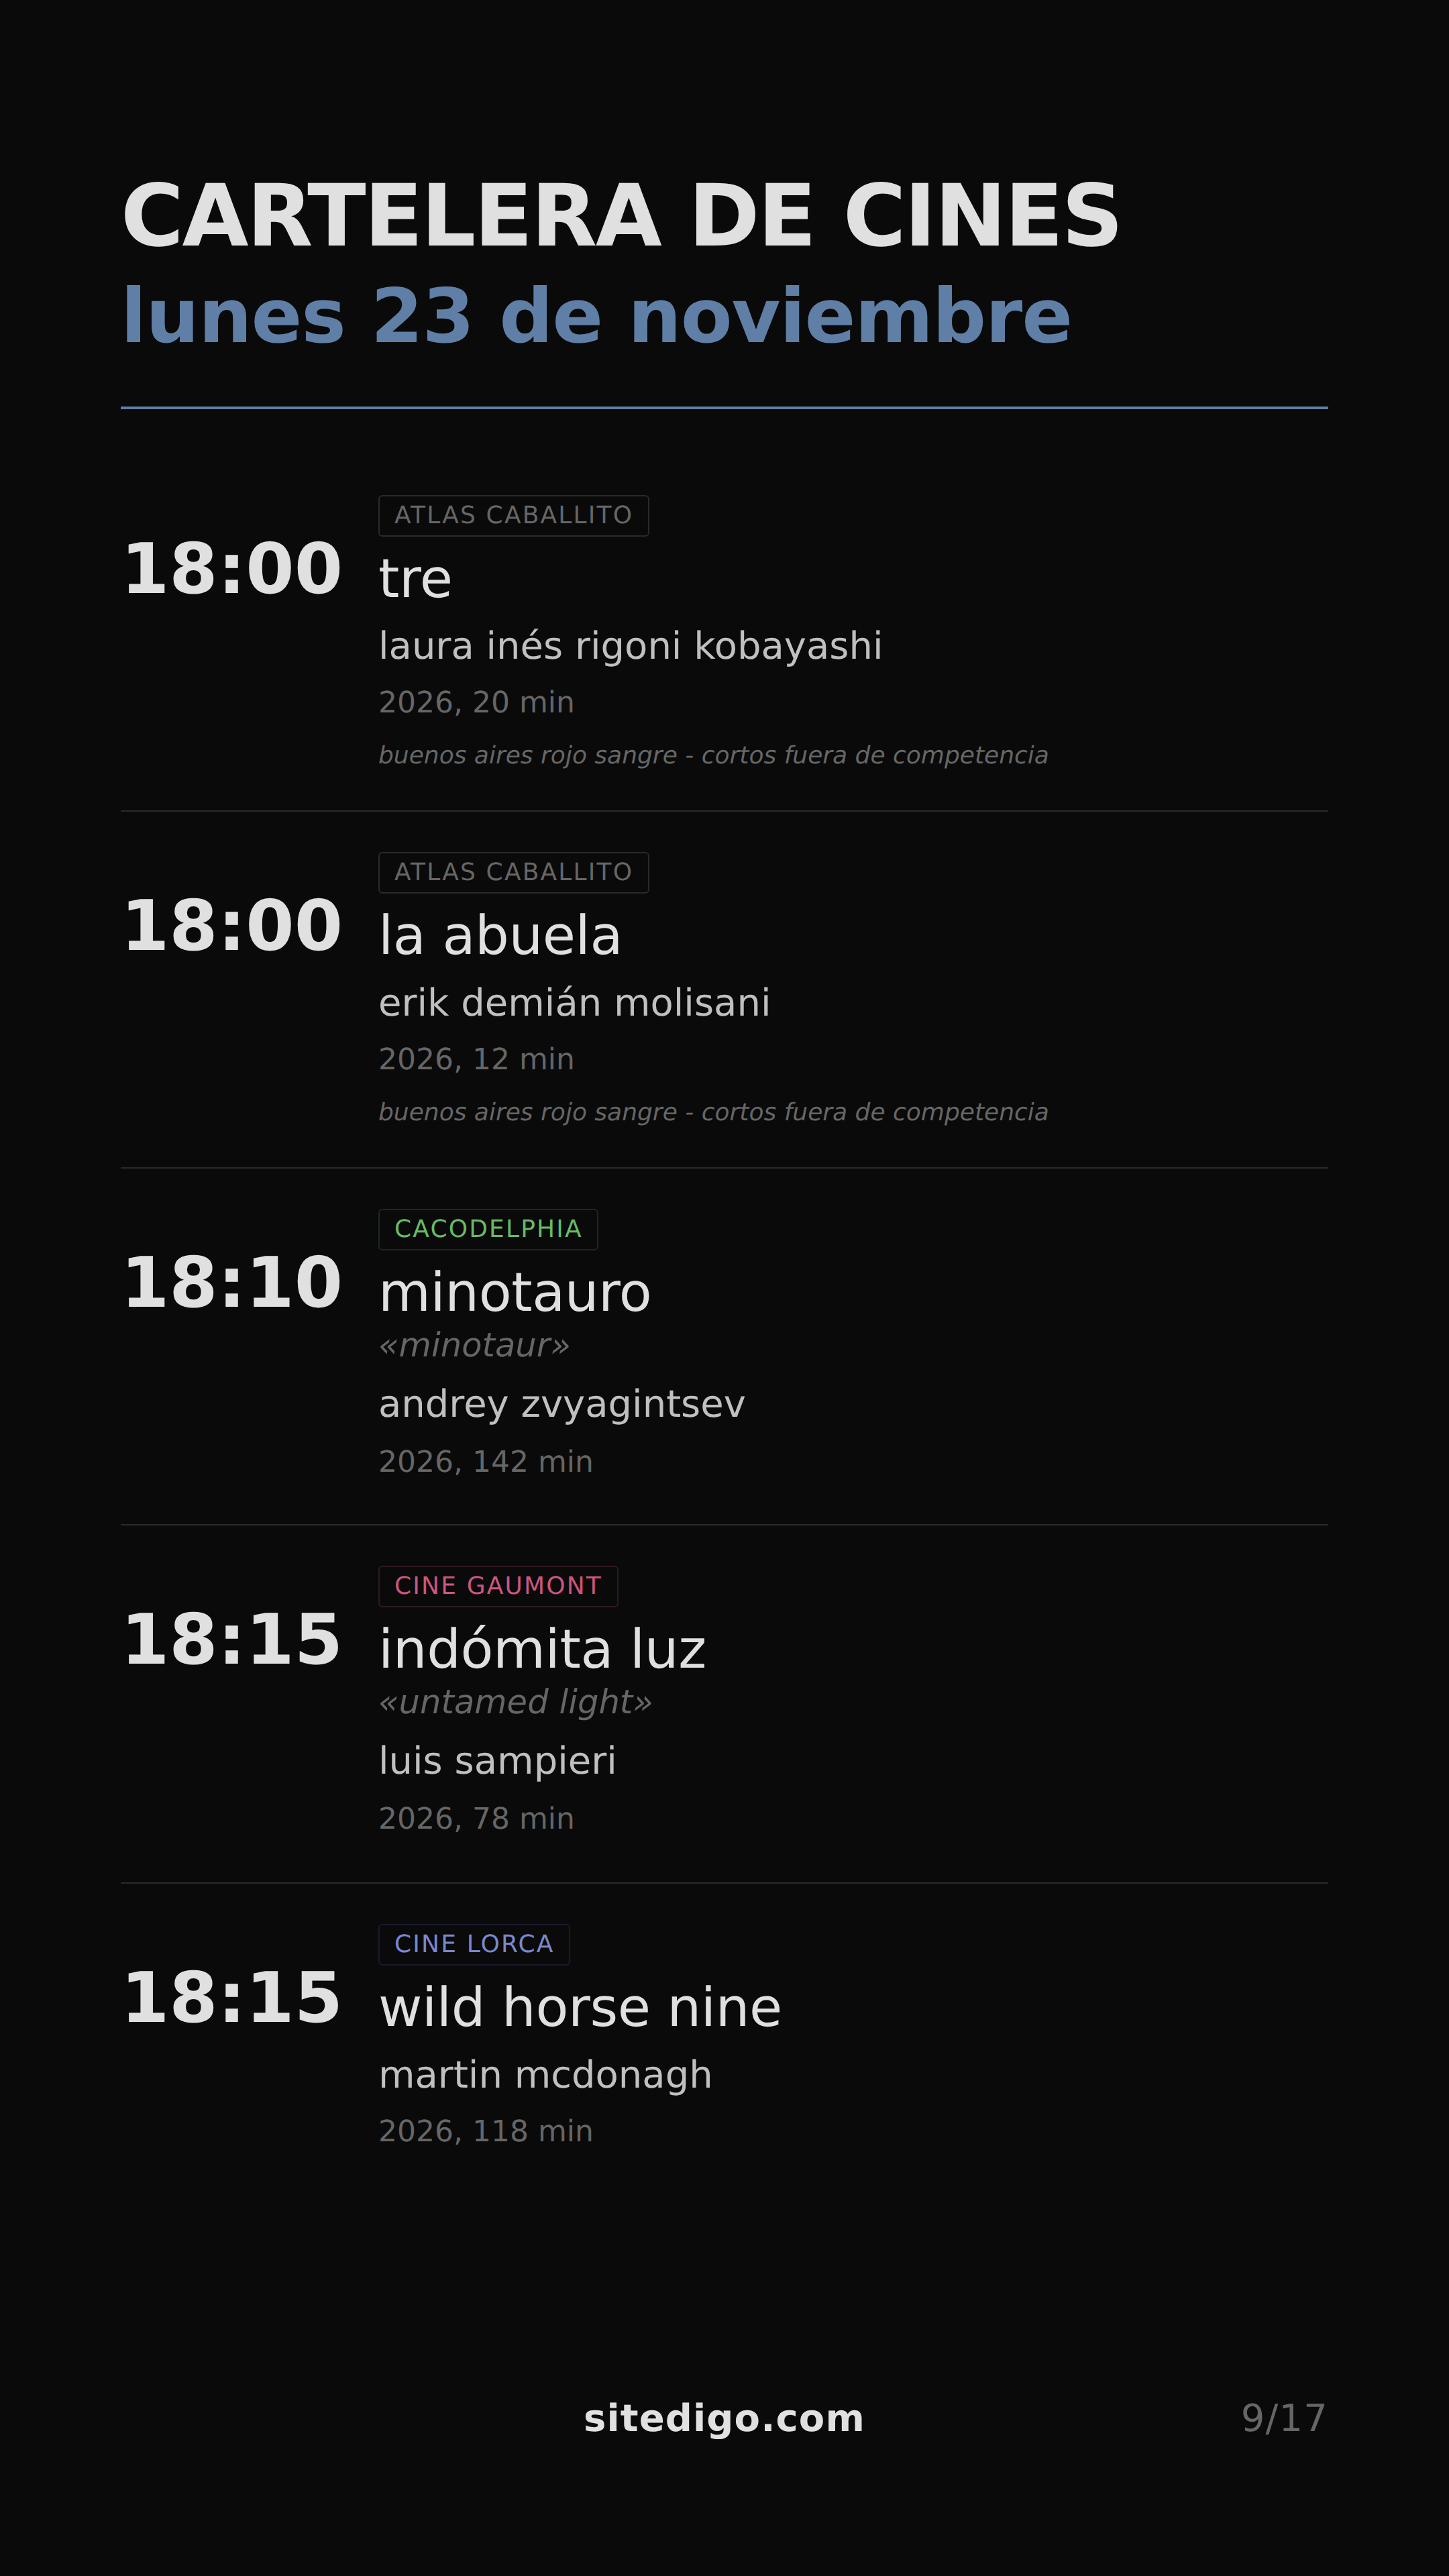 CARTELERA DE CINES
lunes 23 de noviembre
ATLAS CABALLITO
18:00
tre
laura inés rigoni kobayashi
2026, 20 min
buenos aires rojo sangre - cortos fuera de competencia
ATLAS CABALLITO
18:00
la abuela
erik demián molisani
2026, 12 min
buenos aires rojo sangre - cortos fuera de competencia
CACODELPHIA
18:10
minotauro
«minotaur»
andrey zvyagintsev
2026, 142 min
CINE GAUMONT
18:15
indómita luz
«untamed light»
luis sampieri
2026, 78 min
CINE LORCA
18:15
wild horse nine
martin mcdonagh
2026, 118 min
sitedigo.com
9/17